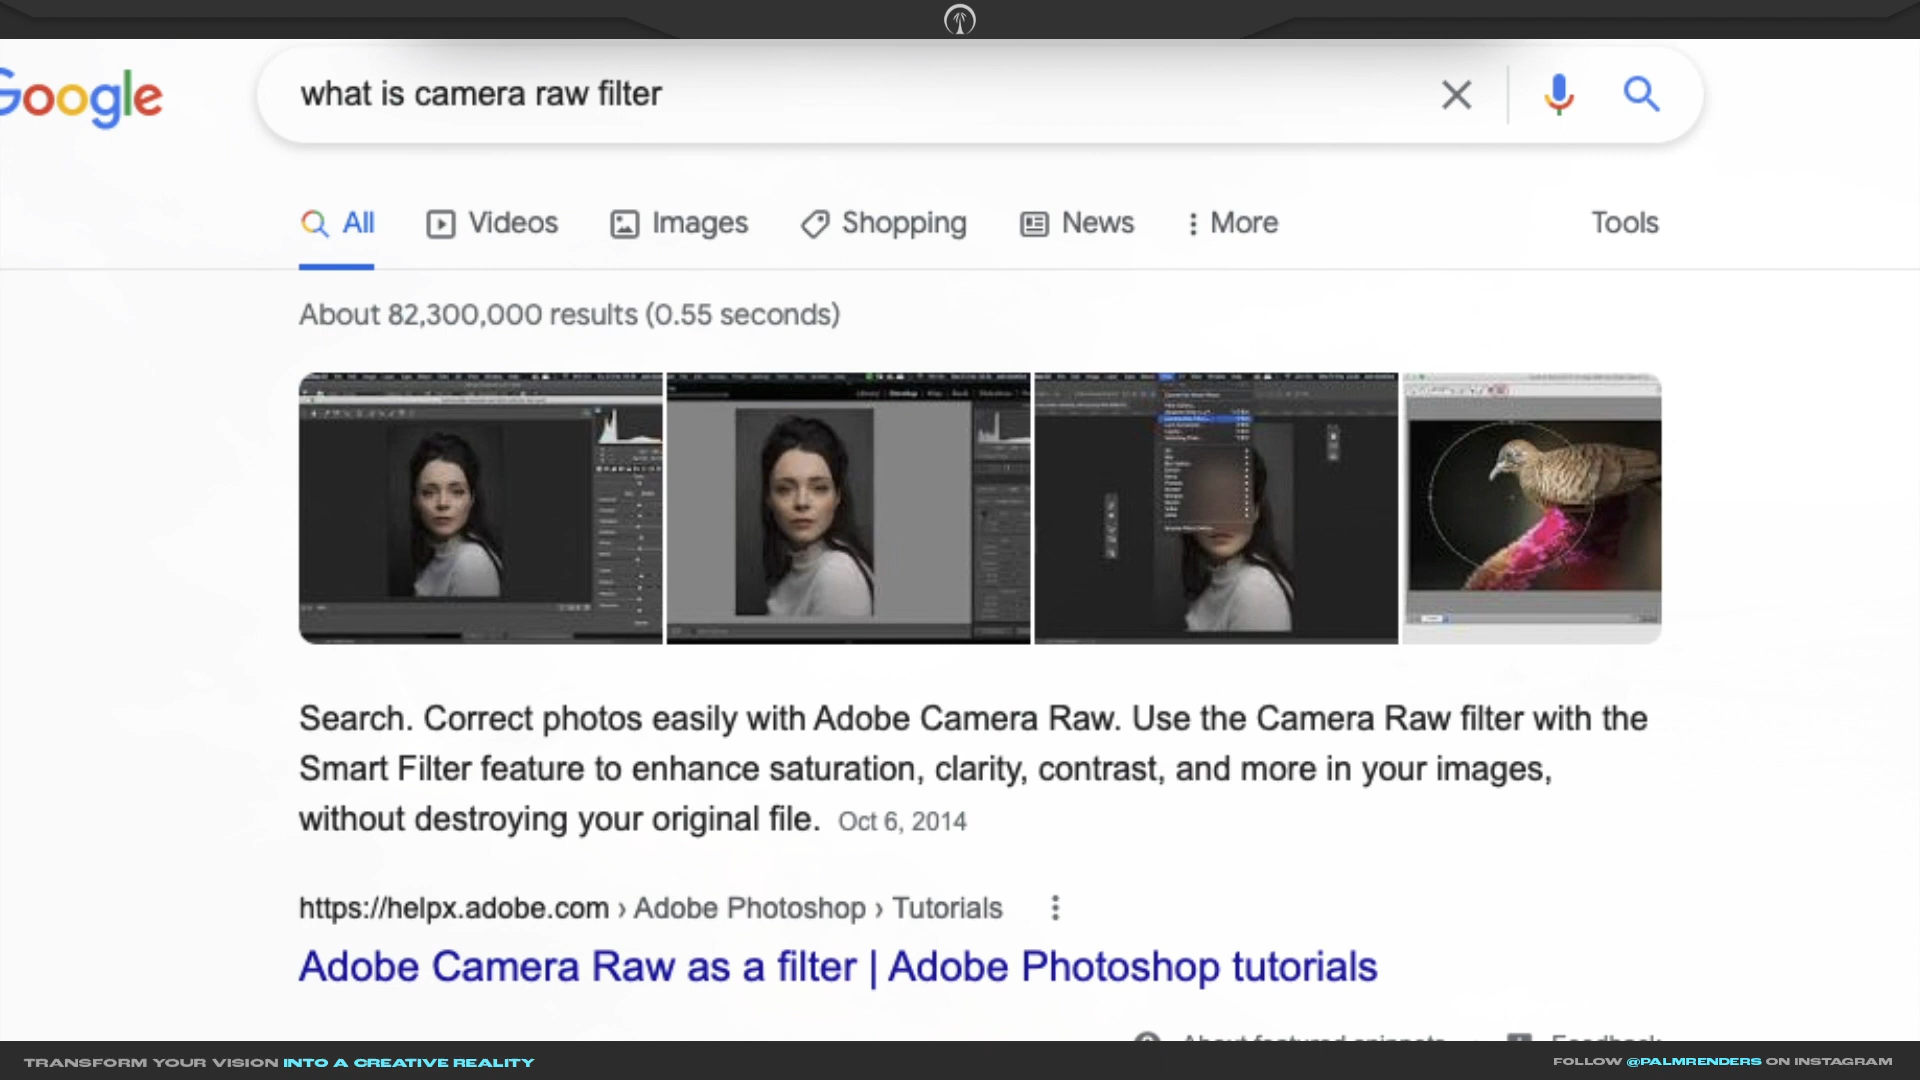 Google
what is camera raw filter
All Videos Images Shopping News More Tools
About 82,300,000 results (0.55 seconds)
Search. Correct photos easily with Adobe Camera Raw. Use the Camera Raw filter with the
Smart Filter feature to enhance saturation, clarity, contrast, and more in your images,
without destroying your original file. Oct 6, 2014
https://helpx.adobe.com › Adobe Photoshop › Tutorials
Adobe Camera Raw as a filter | Adobe Photoshop tutorials
About featured snippets Feedback
TRANSFORM YOUR VISION INTO A CREATIVE REALITY
FOLLOW @PALMRENDERS ON INSTAGRAM